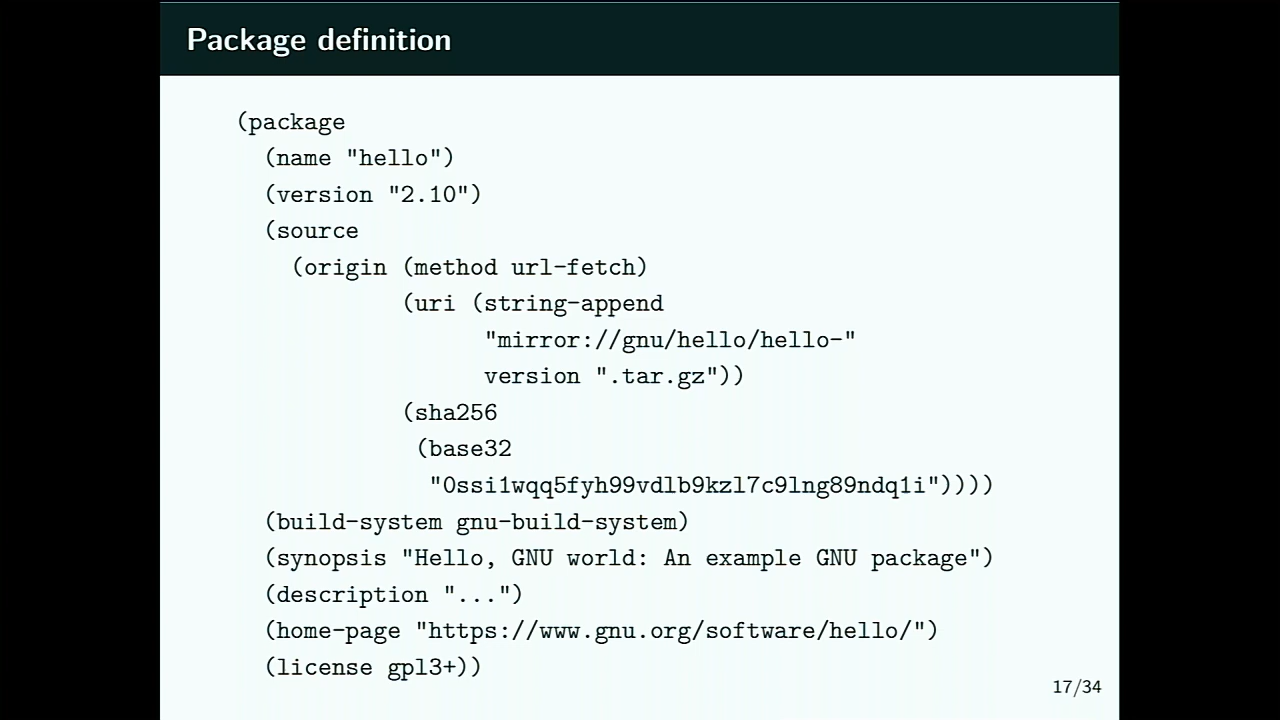 Package definition
(package
(name "hello")
(version "2.10")
(source
(origin (method url-fetch)
(uri (string-append
"mirror://gnu/hello/hello-"
version ".tar.gz"))
(sha256
(base32
"0ssi1wqq5fyh99vdlb9kzl7c9lng89ndq1i"))))
(build-system gnu-build-system)
(synopsis "Hello, GNU world: An example GNU package")
(description "...")
(home-page "https://www.gnu.org/software/hello/")
(license gpl3+))
17/34